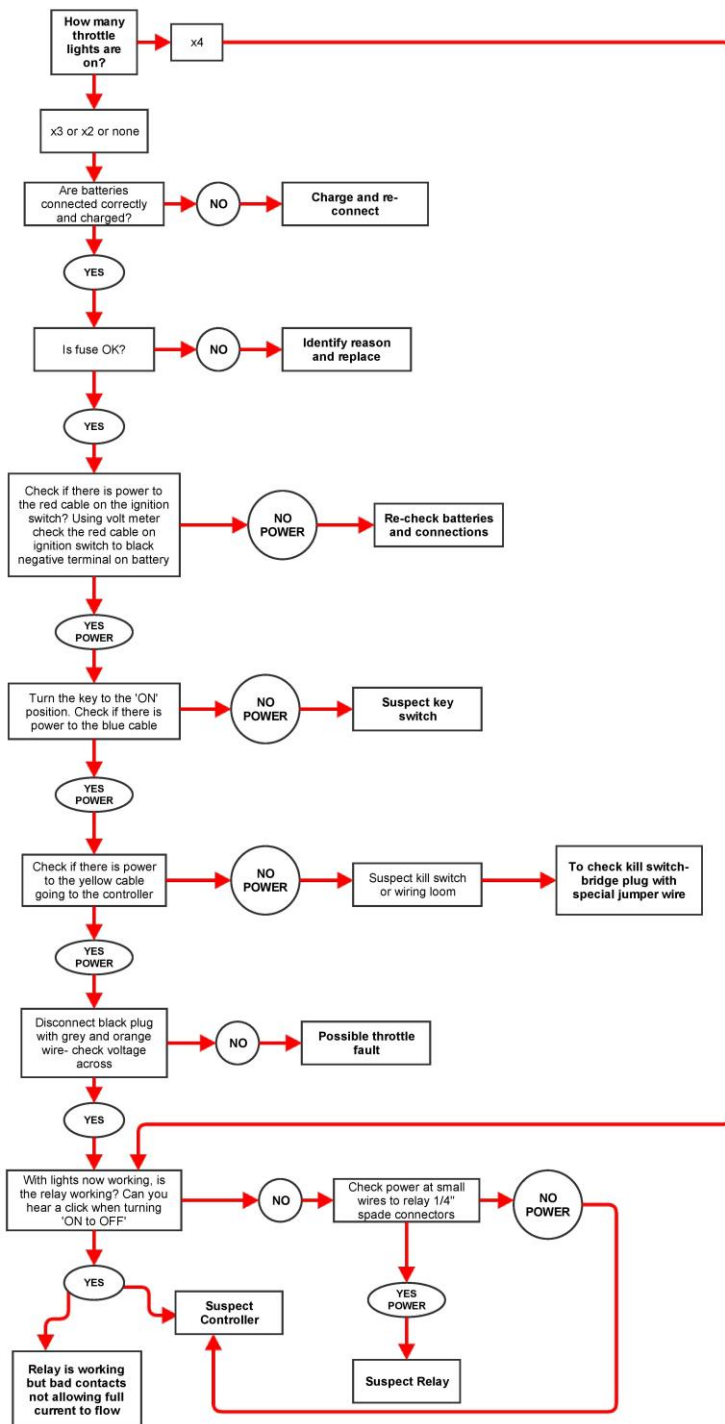 How many
throttle
lights are
on?
x4
x3 or x2 or none
Are batteries
connected correctly
and charged?
NO
Charge and re-
connect
YES
Is fuse OK?
NO
Identify reason
and replace
YES
Check if there is power to
the red cable on the ignition
switch? Using volt meter
check the red cable on
ignition switch to black
negative terminal on battery
NO
POWER
Re-check batteries
and connections
YES
POWER
Turn the key to the 'ON'
position. Check if there is
power to the blue cable
NO
POWER
Suspect key
switch
YES
POWER
Check if there is power
to the yellow cable
going to the controller
NO
POWER
Suspect kill switch
or wiring loom
To check kill switch-
bridge plug with
special jumper wire
YES
POWER
Disconnect black plug
with grey and orange
wire- check voltage
across
NO
Possible throttle
fault
YES
With lights now working, is
the relay working? Can you
hear a click when turning
'ON to OFF'
NO
Check power at small
wires to relay 1/4"
spade connectors
NO
POWER
YES
YES
POWER
Suspect
Controller
Relay is working
but bad contacts
not allowing full
current to flow
Suspect Relay